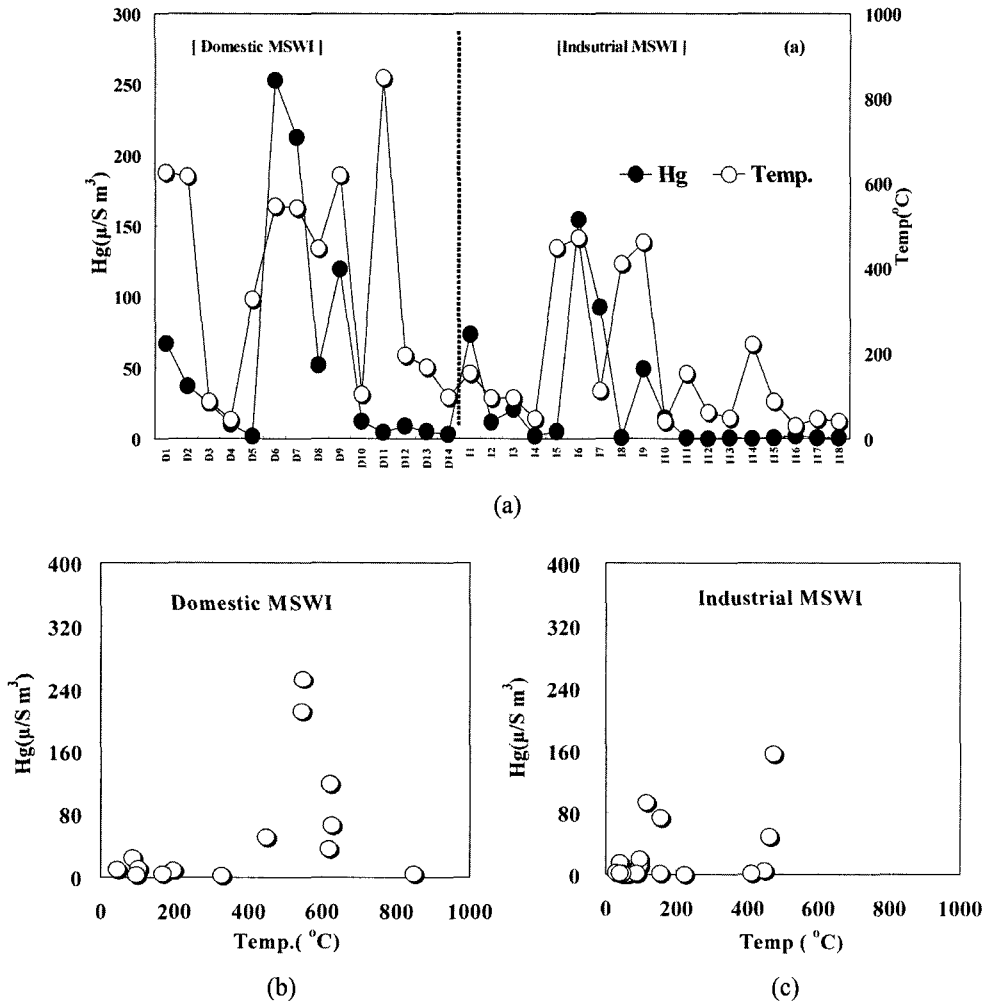 300
250
200
150
100
50
0
Hg(μ/S m³)
[ Domestic MSWI ]
[Indsutrial MSWI ]
(a)
Hg
Temp.
1000
800
600
400
200
0
Temp(°C)
D1 D2 D3 D4 D5 D6 D7 D8 D9 D10 D11 D12 D13 D14 I1 I2 I3 I4 I5 I6 I7 I8 I9 I10 I11 I12 I13 I14 I15 I16 I17 I18
(a)
400
320
240
160
80
0
Hg(μ/S m³)
Domestic MSWI
0 200 400 600 800 1000
Temp.( °C)
(b)
400
320
240
160
80
0
Hg(μ/S m³)
Industrial MSWI
0 200 400 600 800 1000
Temp ( °C)
(c)